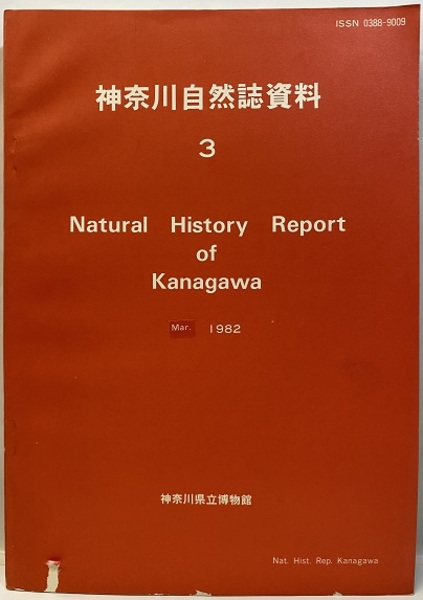 ISSN 0388-9009
神奈川自然誌資料
3
Natural History Report
of
Kanagawa
Mar. 1982
神奈川県立博物館
Nat. Hist. Rep. Kanagawa